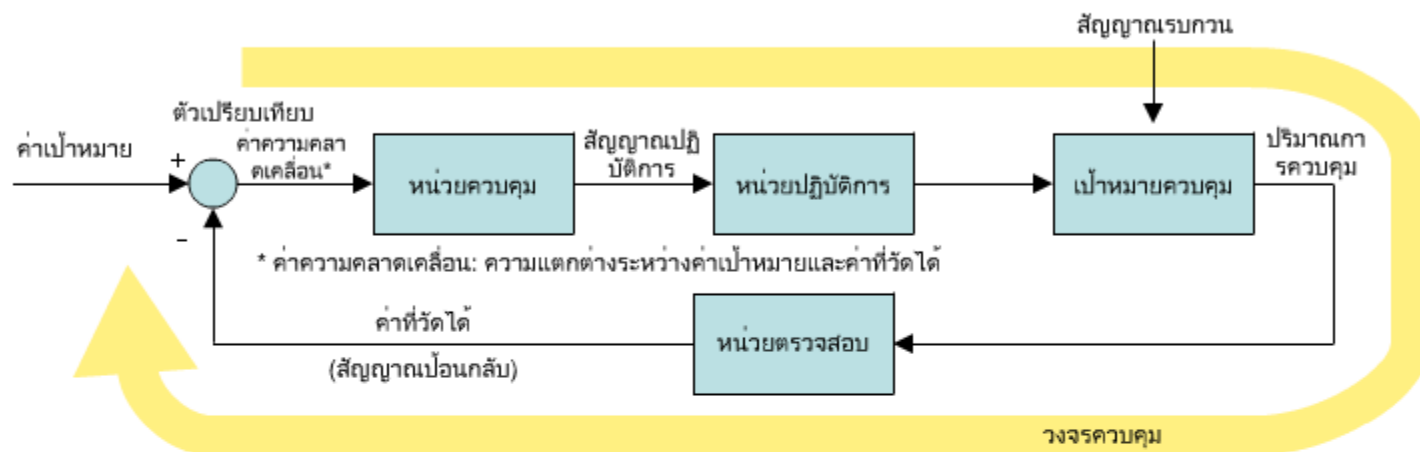 สัญญาณรบกวน
ตัวเปรียบเทียบ
ค่าเป้าหมาย
+
ค่าความคลา
ดเคลื่อน*
สัญญาณปฏิ
บัติการ
ปริมาณกา
รควบคุม
หน่วยควบคุม
หน่วยปฏิบัติการ
เป้าหมายควบคุม
-
* ค่าความคลาดเคลื่อน: ความแตกต่างระหว่างค่าเป้าหมายและค่าที่วัดได้
ค่าที่วัดได้
หน่วยตรวจสอบ
(สัญญาณป้อนกลับ)
วงจรควบคุม